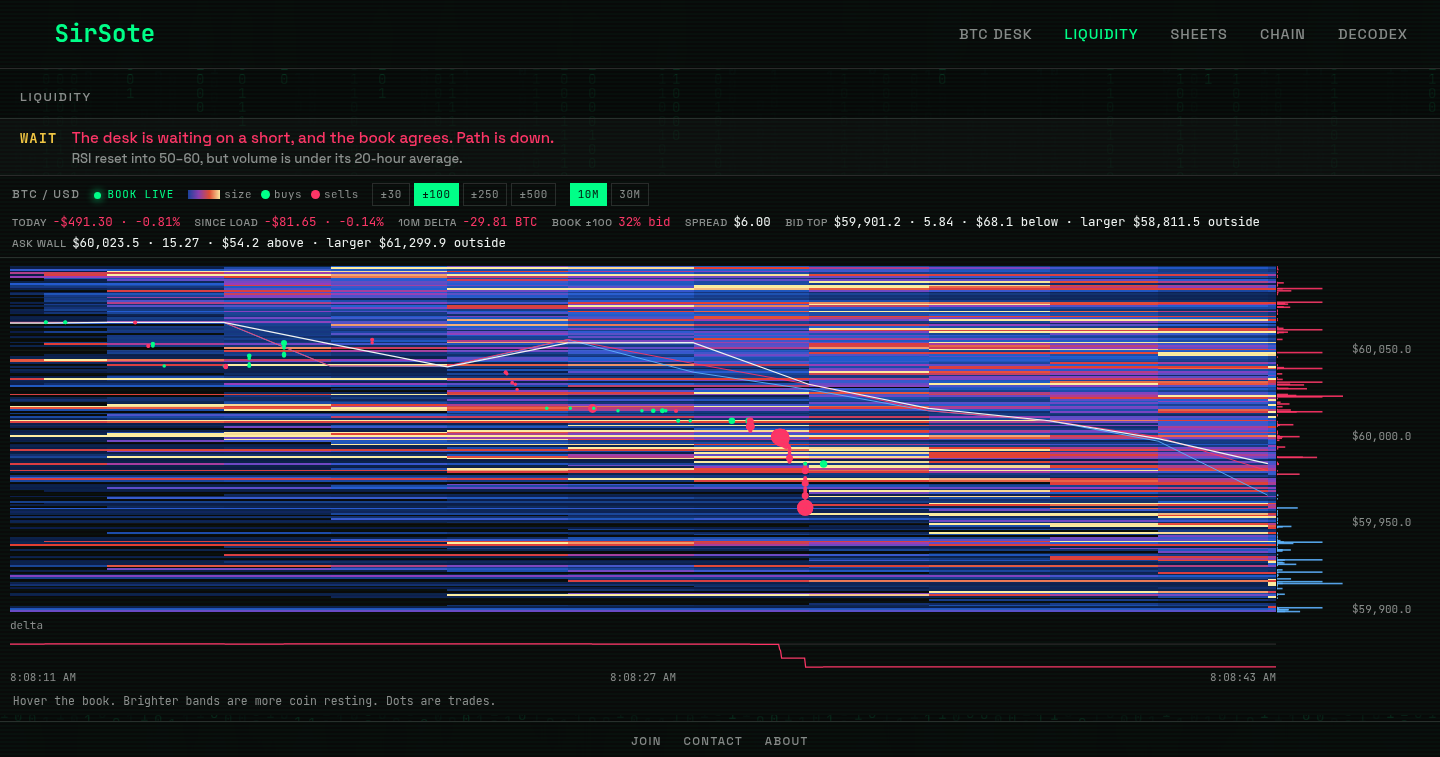 SirSote
BTC DESK LIQUIDITY SHEETS CHAIN DECODEX
LIQUIDITY
WAIT The desk is waiting on a short, and the book agrees. Path is down.
RSI reset into 50–60, but volume is under its 20-hour average.
BTC / USD BOOK LIVE size buys sells ±30 ±100 ±250 ±500 10M 30M
TODAY -$491.30 · -0.81% SINCE LOAD -$81.65 · -0.14% 10M DELTA -29.81 BTC BOOK ±100 32% bid SPREAD $6.00 BID TOP $59,901.2 · 5.84 · $68.1 below · larger $58,811.5 outside
ASK WALL $60,023.5 · 15.27 · $54.2 above · larger $61,299.9 outside
$60,050.0
$60,000.0
$59,950.0
$59,900.0
delta
8:08:11 AM 8:08:27 AM 8:08:43 AM
Hover the book. Brighter bands are more coin resting. Dots are trades.
JOIN CONTACT ABOUT